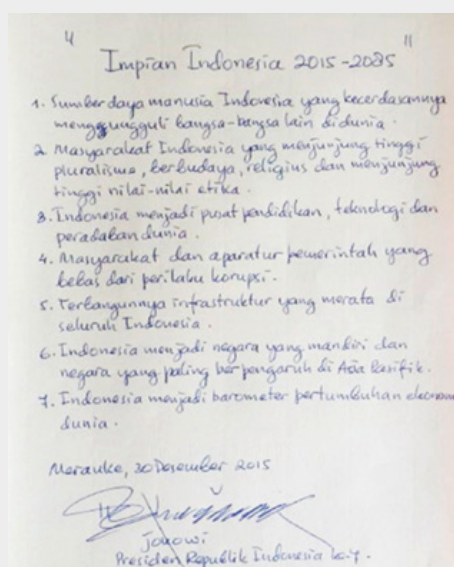 " Impian Indonesia 2015-2085 "
1. Sumber daya manusia Indonesia yang kecerdasannya
mengungguli bangsa-bangsa lain di dunia.
2. Masyarakat Indonesia yang menjunjung tinggi
pluralisme, berbudaya, religius dan menjunjung
tinggi nilai-nilai etika.
3. Indonesia menjadi pusat pendidikan, teknologi dan
peradaban dunia.
4. Masyarakat dan aparatur pemerintah yang
bebas dari perilaku korupsi.
5. Terbangunnya infrastruktur yang merata di
seluruh Indonesia.
6. Indonesia menjadi negara yang mandiri dan
negara yang paling berpengaruh di Asia Pasifik.
7. Indonesia menjadi barometer pertumbuhan ekonom
dunia.
Merauke, 30 Desember 2015
Jokowi
Presiden Republik Indonesia ke-7.